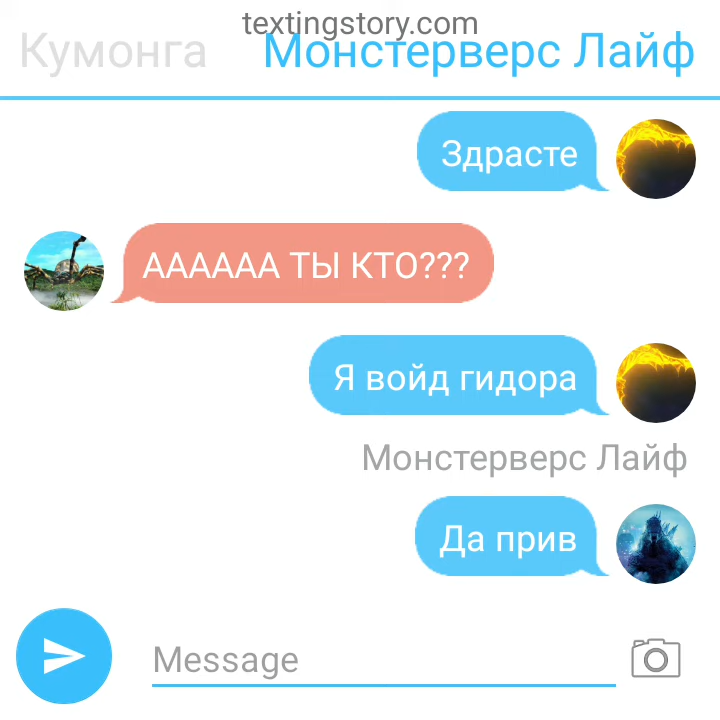 textingstory.com
Кумонга Монстерверс Лайф
Здрасте
АААААА ТЫ КТО???
Я войд гидора
Монстерверс Лайф
Да прив
Message